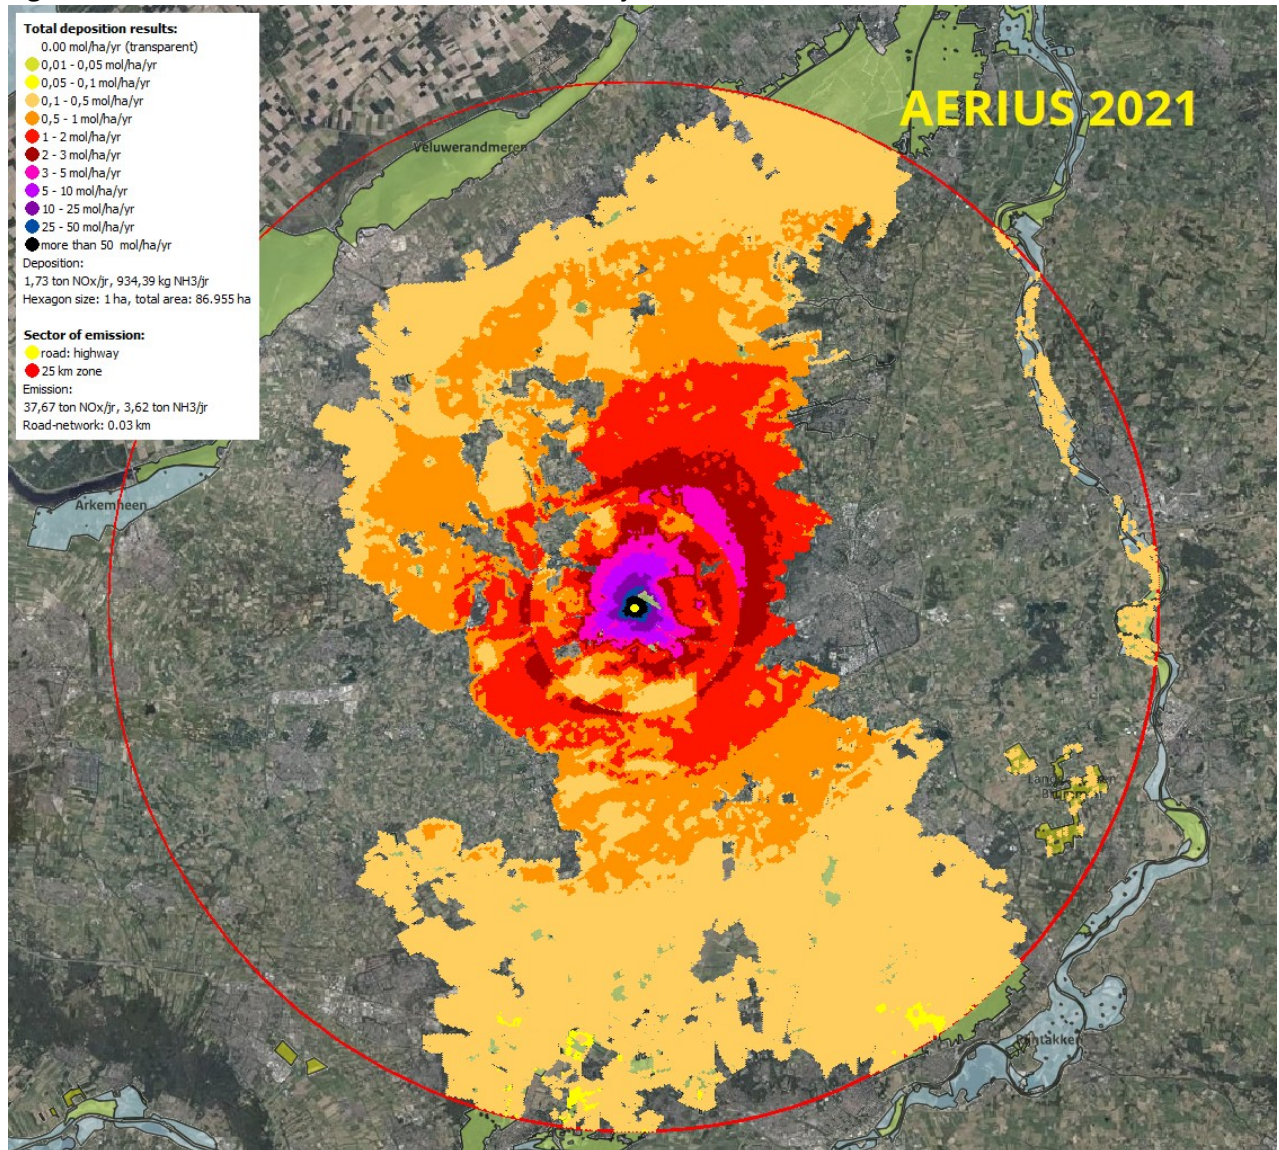 Total deposition results:
0.00 mol/ha/yr (transparent)
0,01 - 0,05 mol/ha/yr
0,05 - 0,1 mol/ha/yr
0,1 - 0,5 mol/ha/yr
0,5 - 1 mol/ha/yr
1 - 2 mol/ha/yr
2 - 3 mol/ha/yr
3 - 5 mol/ha/yr
5 - 10 mol/ha/yr
10 - 25 mol/ha/yr
25 - 50 mol/ha/yr
more than 50 mol/ha/yr
Deposition:
1,73 ton NOx/jr, 934,39 kg NH3/jr
Hexagon size: 1 ha, total area: 86.955 ha
Sector of emission:
road: highway
25 km zone
Emission:
37,67 ton NOx/jr, 3,62 ton NH3/jr
Road-network: 0.03 km
AERIUS 2021
Veluwerandmeren
Arkemheen